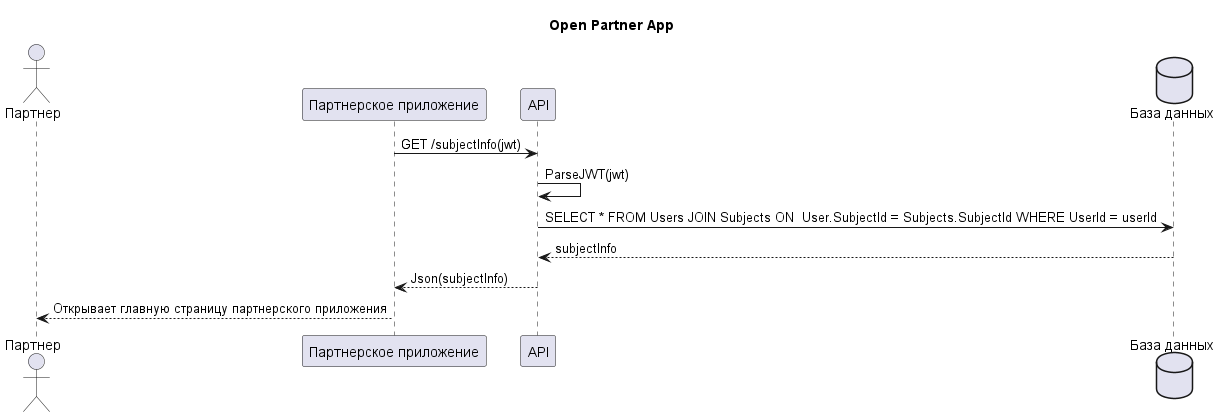 Open Partner App
Партнер
Партнерское приложение
API
База данных
GET /subjectInfo(jwt)
ParseJWT(jwt)
SELECT * FROM Users JOIN Subjects ON  User.SubjectId = Subjects.SubjectId WHERE UserId = userId
subjectInfo
Json(subjectInfo)
Открывает главную страницу партнерского приложения
Партнер
Партнерское приложение
API
База данных